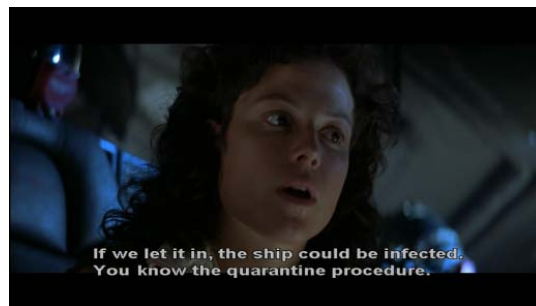 If we let it in, the ship could be infected.
You know the quarantine procedure.